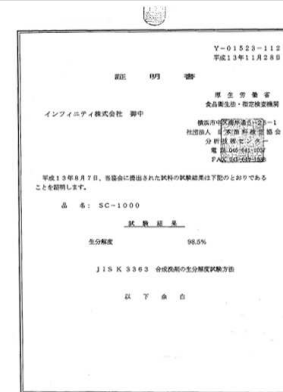 Y-01523-112
平成13年11月28日
証明書
厚生労働省
食品衛生法・指定検査機関
インフィニティ株式会社 御中
横浜市
社団法人 協会
分析
電話
FAX
平成13年8月7日、当協会に提出された試料の試験結果は下記のとおりである
ことを証明します。
品名: SC-1000
試験結果
生分解度 98.5%
JIS K 3363 合成洗剤の生分解度試験方法
以下余白